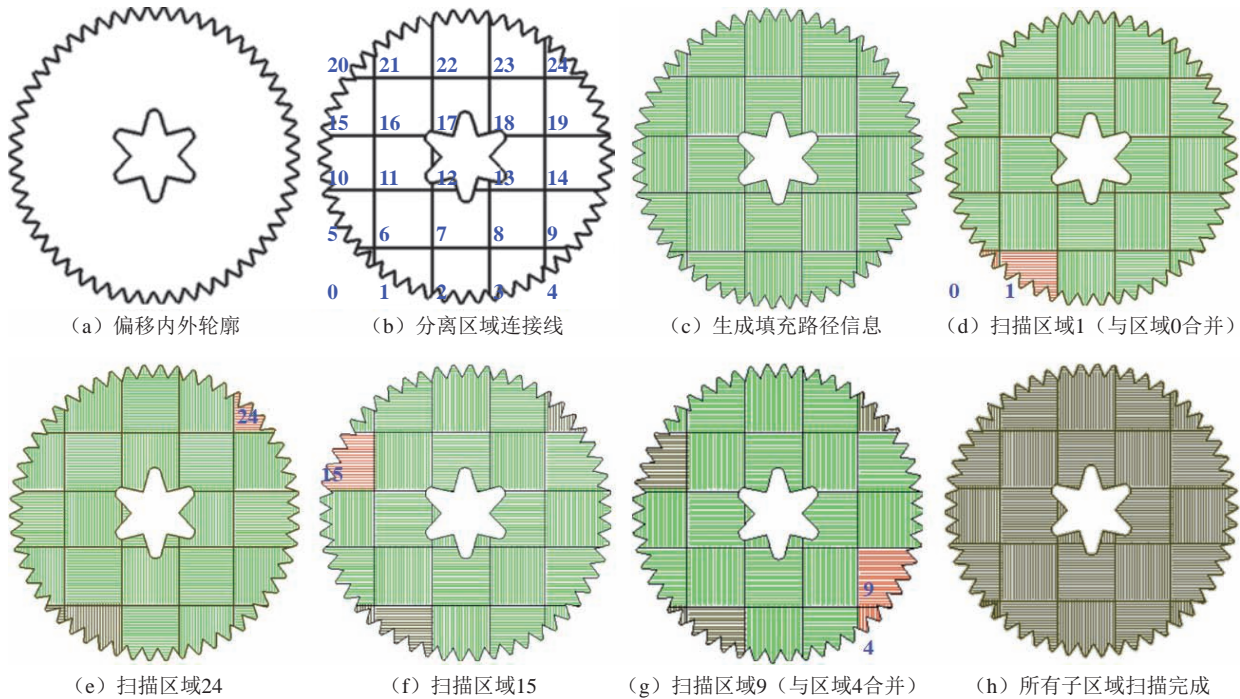 20 21 22 23 24
15 16 17 18 19
10 11 12 13 14
5 6 7 8 9
0 1 2 3 4
0 1
（a）偏移内外轮廓
（b）分离区域连接线
（c）生成填充路径信息
（d）扫描区域1（与区域0合并）
24
15
9
4
（e）扫描区域24
（f）扫描区域15
（g）扫描区域9（与区域4合并）
（h）所有子区域扫描完成